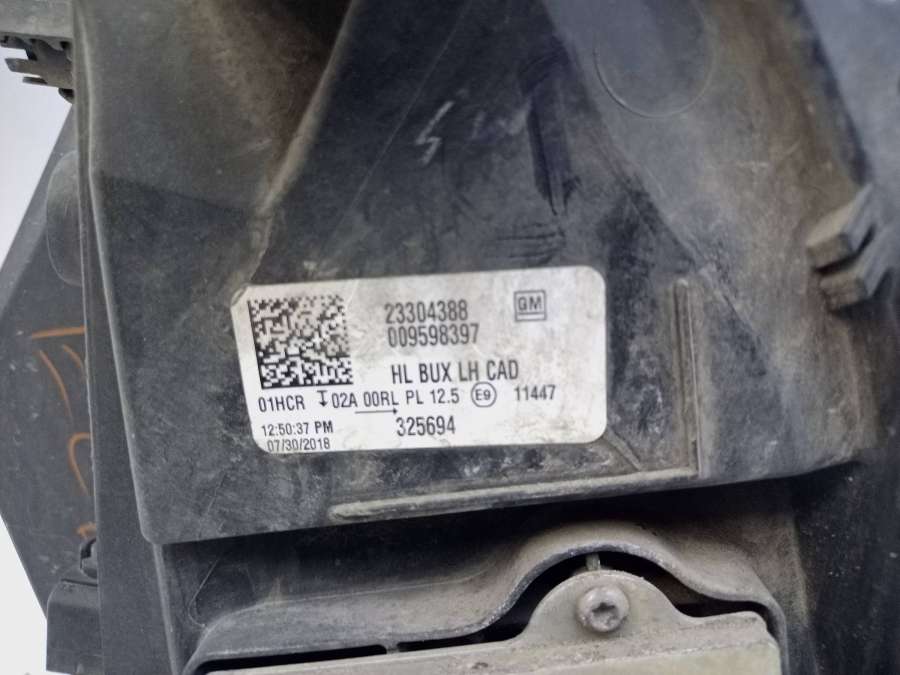 23304388
GM
009598397
HL BUX LH CAD
01HCR 02A 00RL PL 12.5 E9 11447
12:50:37 PM
325694
07/30/2018